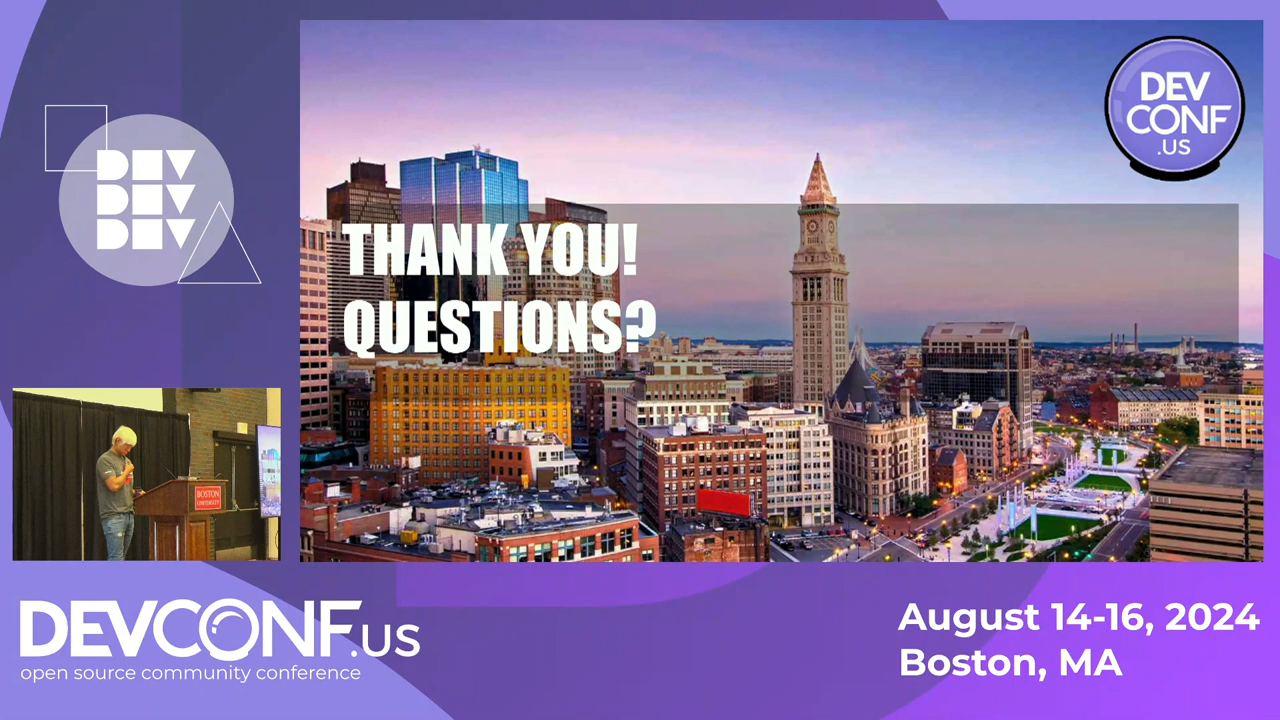 DEV
DEV
DEV
DEV
CONF
.US
THANK YOU!
QUESTIONS?
BOSTON
UNIVERSITY
DEVCONF.US
open source community conference
August 14-16, 2024
Boston, MA